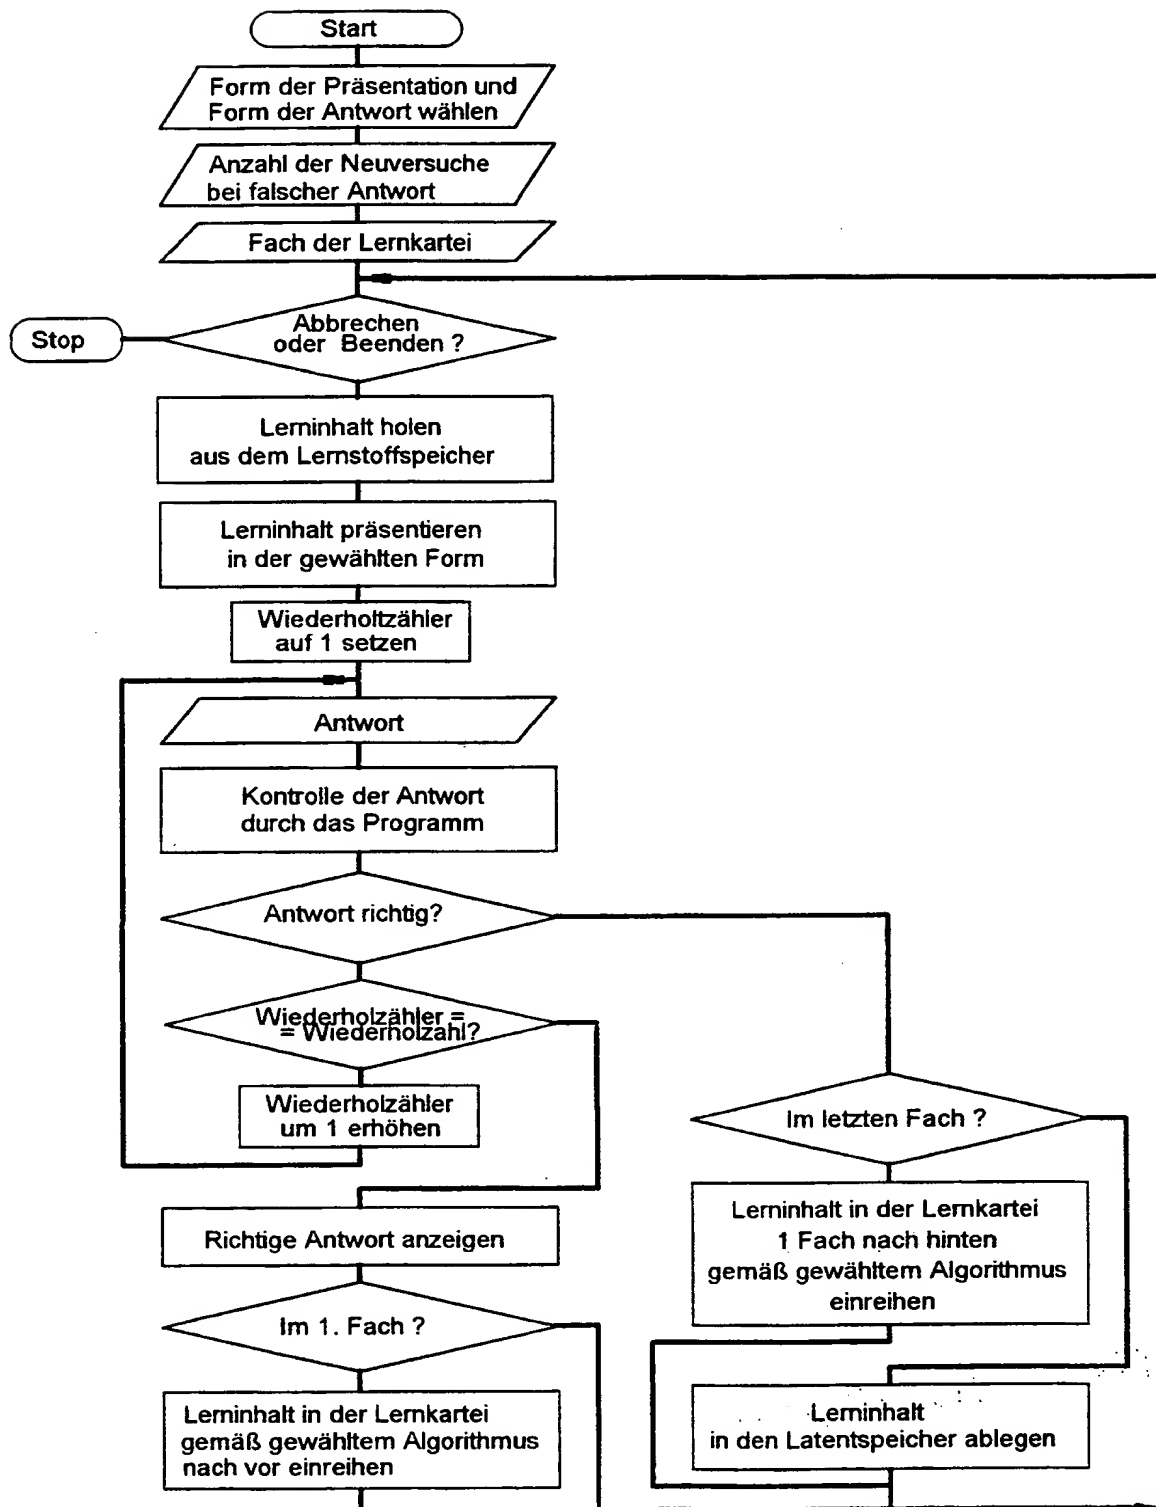 Start
Form der Präsentation und
Form der Antwort wählen
Anzahl der Neuversuche
bei falscher Antwort
Fach der Lernkartei
Abbrechen
oder Beenden ?
Stop
Lerninhalt holen
aus dem Lernstoffspeicher
Lerninhalt präsentieren
in der gewählten Form
Wiederholtzähler
auf 1 setzen
Antwort
Kontrolle der Antwort
durch das Programm
Antwort richtig?
Wiederholzähler =
= Wiederholzahl?
Wiederholzähler
um 1 erhöhen
Im letzten Fach ?
Lerninhalt in der Lernkartei
1 Fach nach hinten
gemäß gewähltem Algorithmus
einreihen
Richtige Antwort anzeigen
Im 1. Fach ?
Lerninhalt in der Lernkartei
gemäß gewähltem Algorithmus
nach vor einreihen
Lerninhalt
in den Latentspeicher ablegen